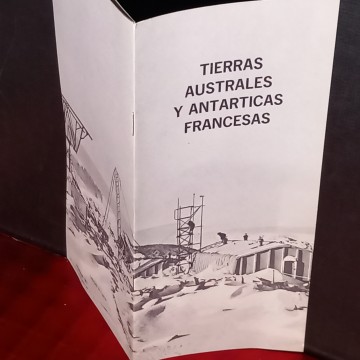 TIERRAS
AUSTRALES
Y ANTARTICAS
FRANCESAS